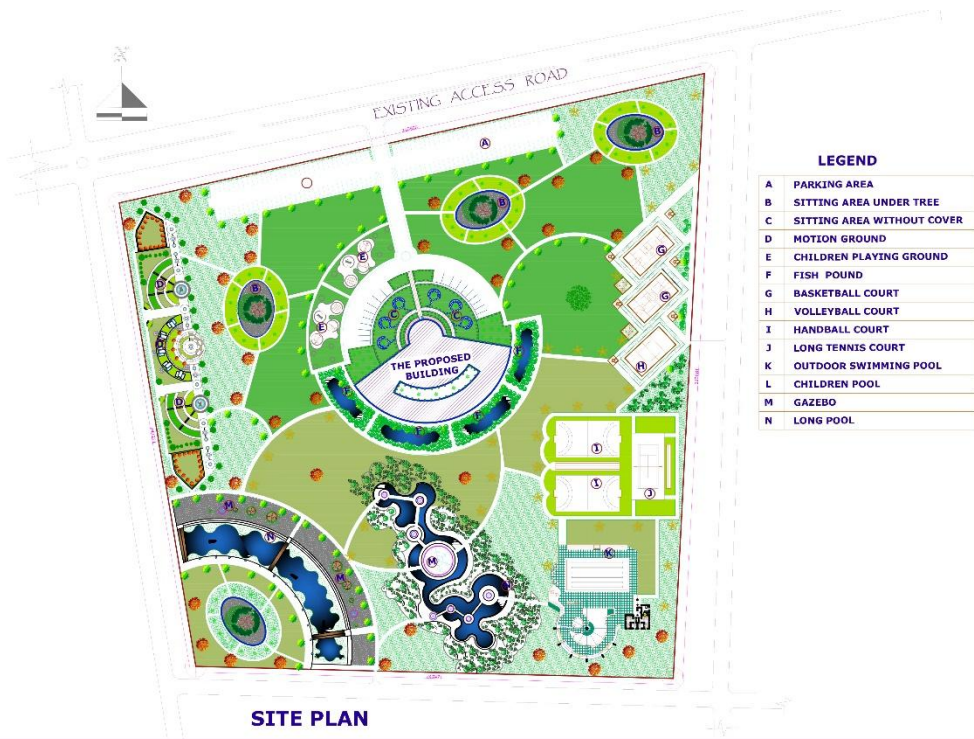 EXISTING ACCESS ROAD
A
B
B
G
E
D
B
G
C
C
E
THE PROPOSED
BUILDING
F
H
D
F
F
F
I
I
J
M
N
K
M
M
LEGEND
A PARKING AREA
B SITTING AREA UNDER TREE
C SITTING AREA WITHOUT COVER
D MOTION GROUND
E CHILDREN PLAYING GROUND
F FISH POUND
G BASKETBALL COURT
H VOLLEYBALL COURT
I HANDBALL COURT
J LONG TENNIS COURT
K OUTDOOR SWIMMING POOL
L CHILDREN POOL
M GAZEBO
N LONG POOL
SITE PLAN